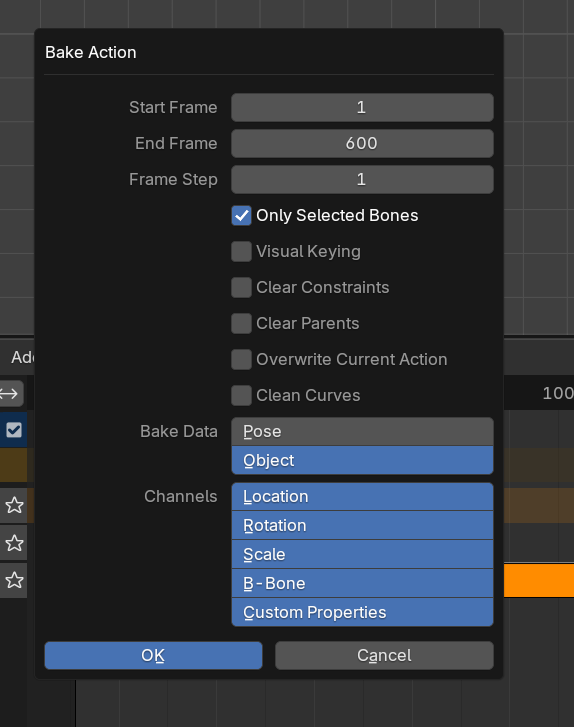 Bake Action
Start Frame 1
End Frame 600
Frame Step 1
Only Selected Bones
Visual Keying
Clear Constraints
Clear Parents
Ad
Overwrite Current Action
100
Clean Curves
Bake Data Pose
Object
Channels Location
Rotation
Scale
B-Bone
Custom Properties
OK Cancel